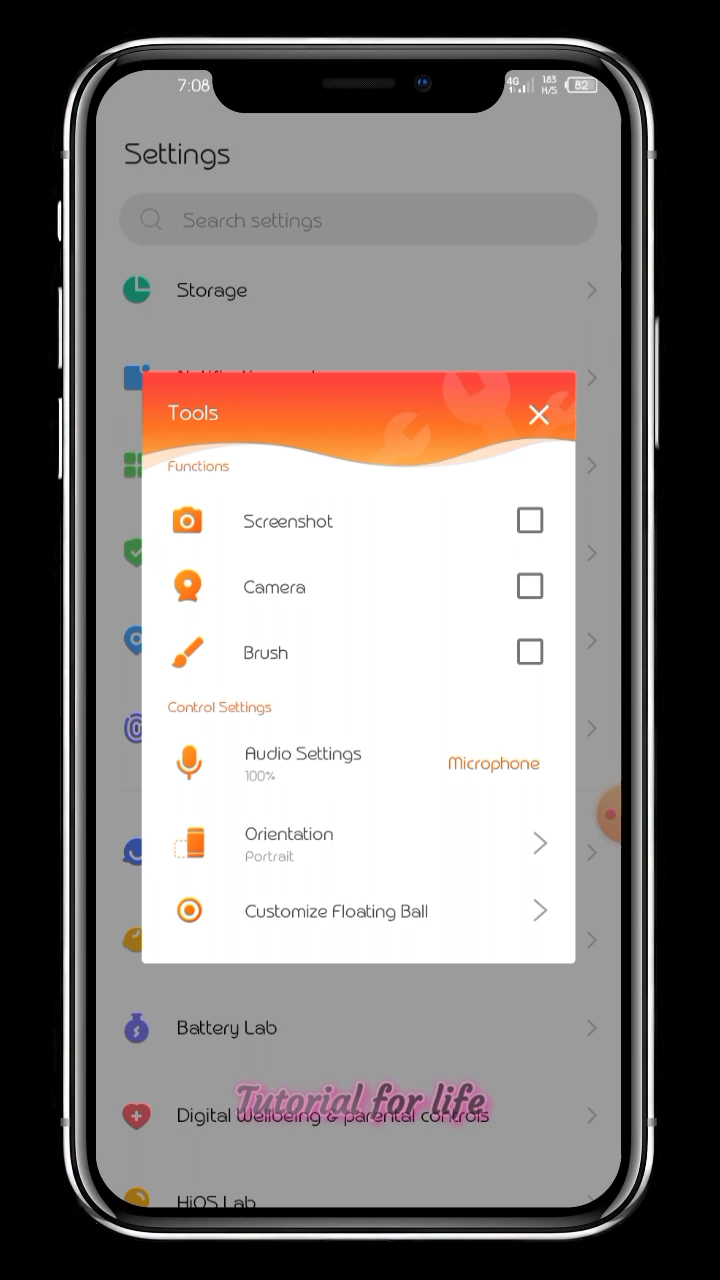 7:08
4G
183
H/S
82
Settings
Search settings
Storage
Tools
Functions
Screenshot
Camera
Brush
Control Settings
Audio Settings
100%
Microphone
Orientation
Portrait
Customize Floating Ball
Battery Lab
Tutorial for life
Digital Wellbeing & parental controls
HiOS Lab